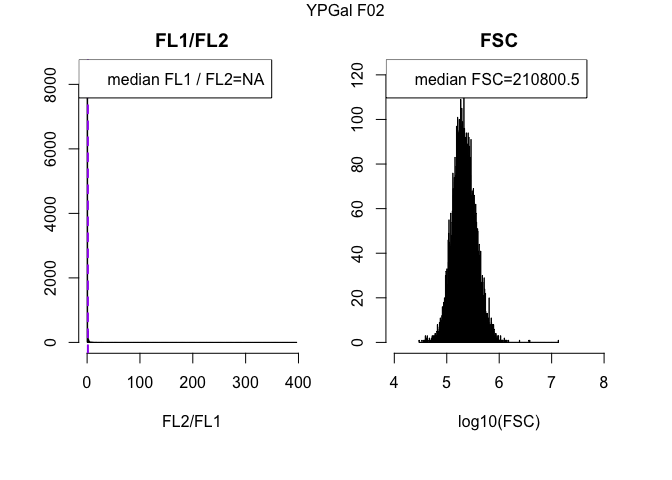 YPGal F02
FL1/FL2
median FL1 / FL2=NA
0 2000 4000 6000 8000
0 100 200 300 400
FL2/FL1
FSC
median FSC=210800.5
0 20 40 60 80 100 120
4 5 6 7 8
log10(FSC)